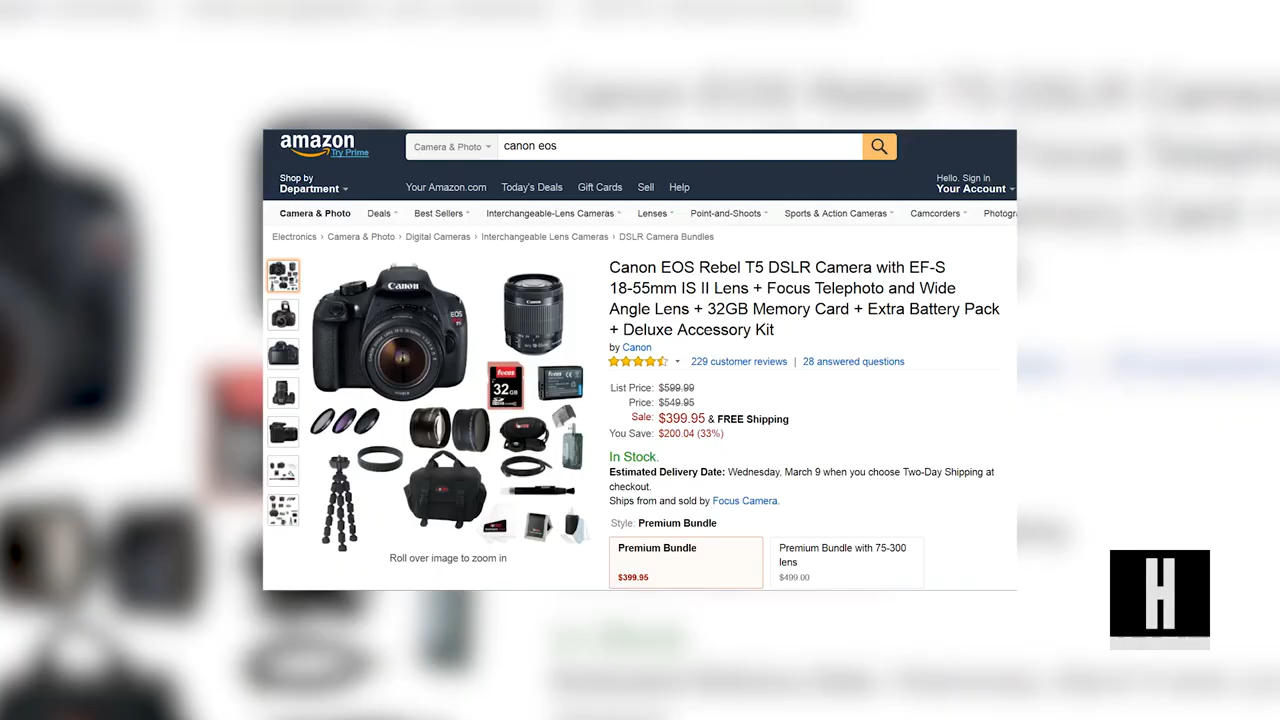 amazon
Try Prime
Camera & Photo
canon eos
Shop by
Department
Your Amazon.com
Today's Deals
Gift Cards
Sell
Help
Hello. Sign In
Your Account
Camera & Photo
Deals
Best Sellers
Interchangeable-Lens Cameras
Lenses
Point-and-Shoots
Sports & Action Cameras
Camcorders
Photogr
Electronics › Camera & Photo › Digital Cameras › Interchangeable Lens Cameras › DSLR Camera Bundles
Canon
EOS
Canon
Focus
32
GB
Canon EOS Rebel T5 DSLR Camera with EF-S
18-55mm IS II Lens + Focus Telephoto and Wide
Angle Lens + 32GB Memory Card + Extra Battery Pack
+ Deluxe Accessory Kit
by Canon
229 customer reviews | 28 answered questions
List Price: $599.99
Price: $549.95
Sale: $399.95 & FREE Shipping
You Save: $200.04 (33%)
In Stock.
Estimated Delivery Date: Wednesday, March 9 when you choose Two-Day Shipping at
checkout.
Ships from and sold by Focus Camera.
Style: Premium Bundle
Premium Bundle
$399.95
Premium Bundle with 75-300
lens
$499.00
Roll over image to zoom in
H